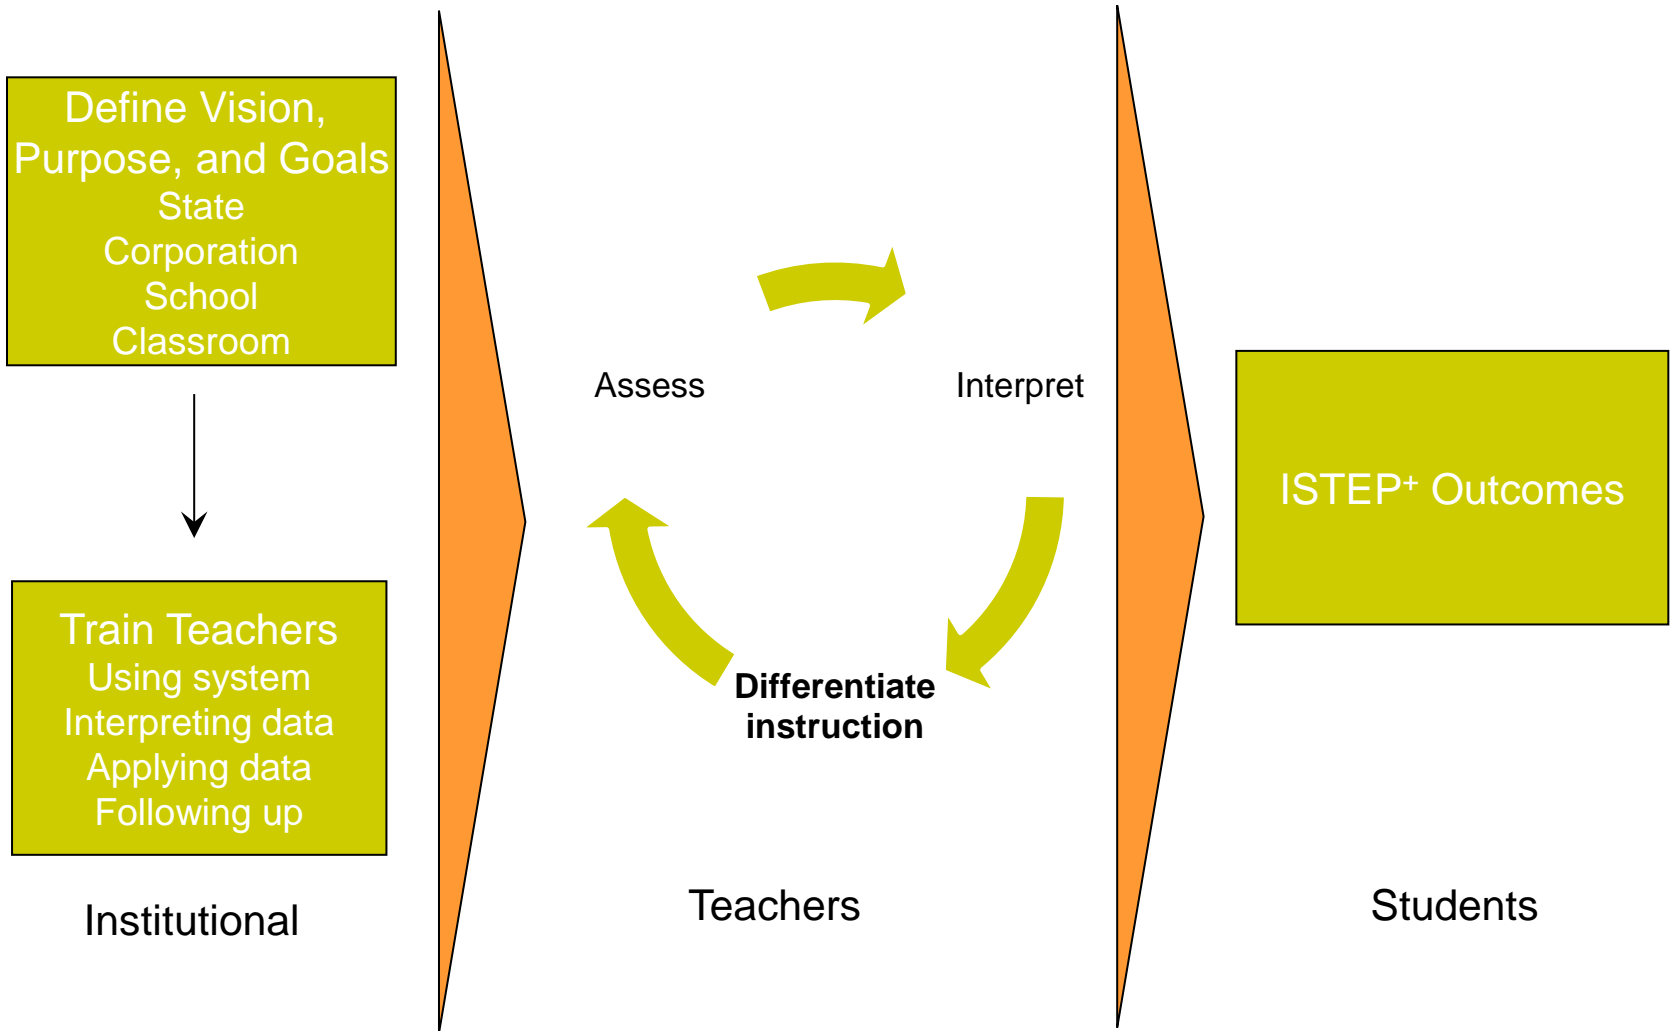 Define Vision,
Purpose, and Goals
State
Corporation
School
Classroom
Train Teachers
Using system
Interpreting data
Applying data
Following up
Institutional
Assess
Interpret
Differentiate
instruction
Teachers
ISTEP+ Outcomes
Students